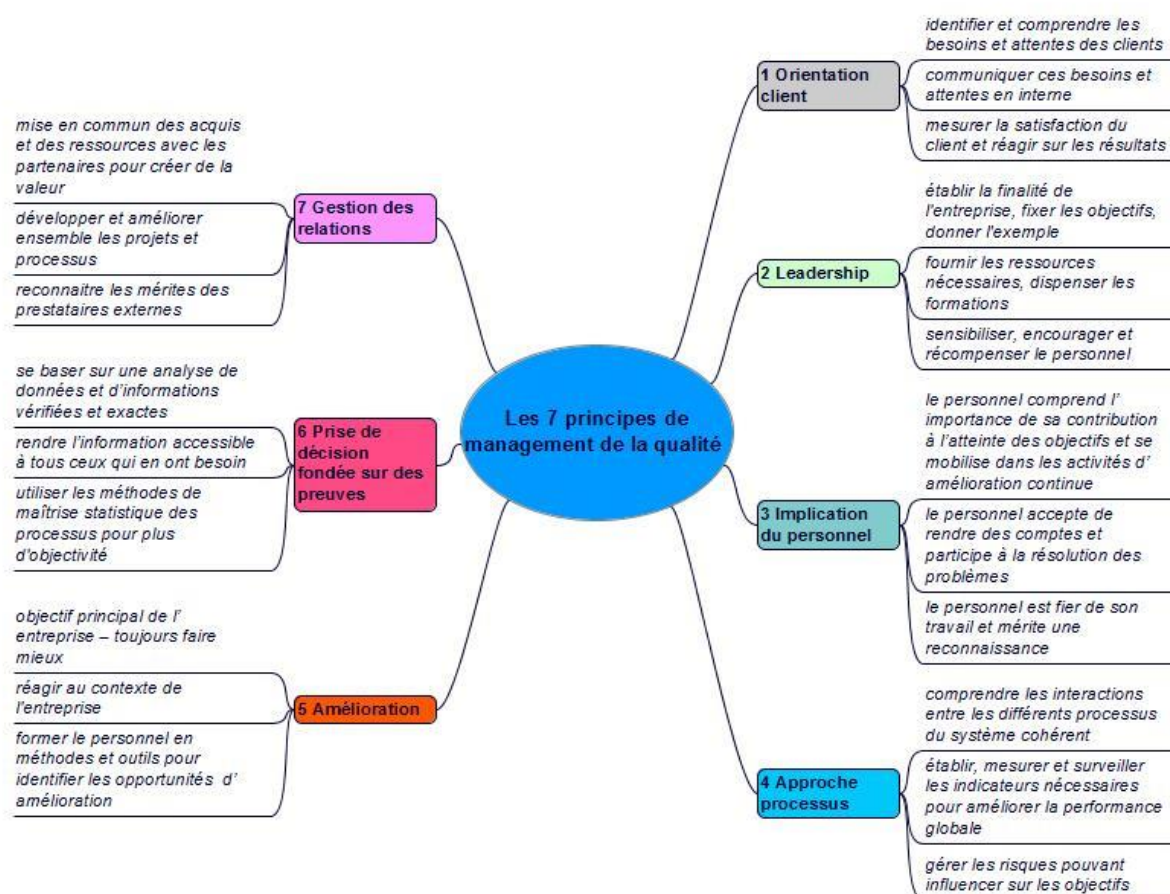 Les 7 principes de
management de la qualité
1 Orientation
client
identifier et comprendre les
besoins et attentes des clients
communiquer ces besoins et
attentes en interne
mesurer la satisfaction du
client et réagir sur les résultats
2 Leadership
établir la finalité de
l'entreprise, fixer les objectifs,
donner l'exemple
fournir les ressources
nécessaires, dispenser les
formations
sensibiliser, encourager et
récompenser le personnel
3 Implication
du personnel
le personnel comprend l'
importance de sa contribution
à l'atteinte des objectifs et se
mobilise dans les activités d'
amélioration continue
le personnel accepte de
rendre des comptes et
participe à la résolution des
problèmes
le personnel est fier de son
travail et mérite une
reconnaissance
4 Approche
processus
comprendre les interactions
entre les différents processus
du système cohérent
établir, mesurer et surveiller
les indicateurs nécessaires
pour améliorer la performance
globale
gérer les risques pouvant
influencer sur les objectifs
5 Amélioration
objectif principal de l'
entreprise – toujours faire
mieux
réagir au contexte de
l'entreprise
former le personnel en
méthodes et outils pour
identifier les opportunités d'
amélioration
6 Prise de
décision
fondée sur des
preuves
se baser sur une analyse de
données et d'informations
vérifiées et exactes
rendre l'information accessible
à tous ceux qui en ont besoin
utiliser les méthodes de
maîtrise statistique des
processus pour plus
d'objectivité
7 Gestion des
relations
mise en commun des acquis
et des ressources avec les
partenaires pour créer de la
valeur
développer et améliorer
ensemble les projets et
processus
reconnaitre les mérites des
prestataires externes